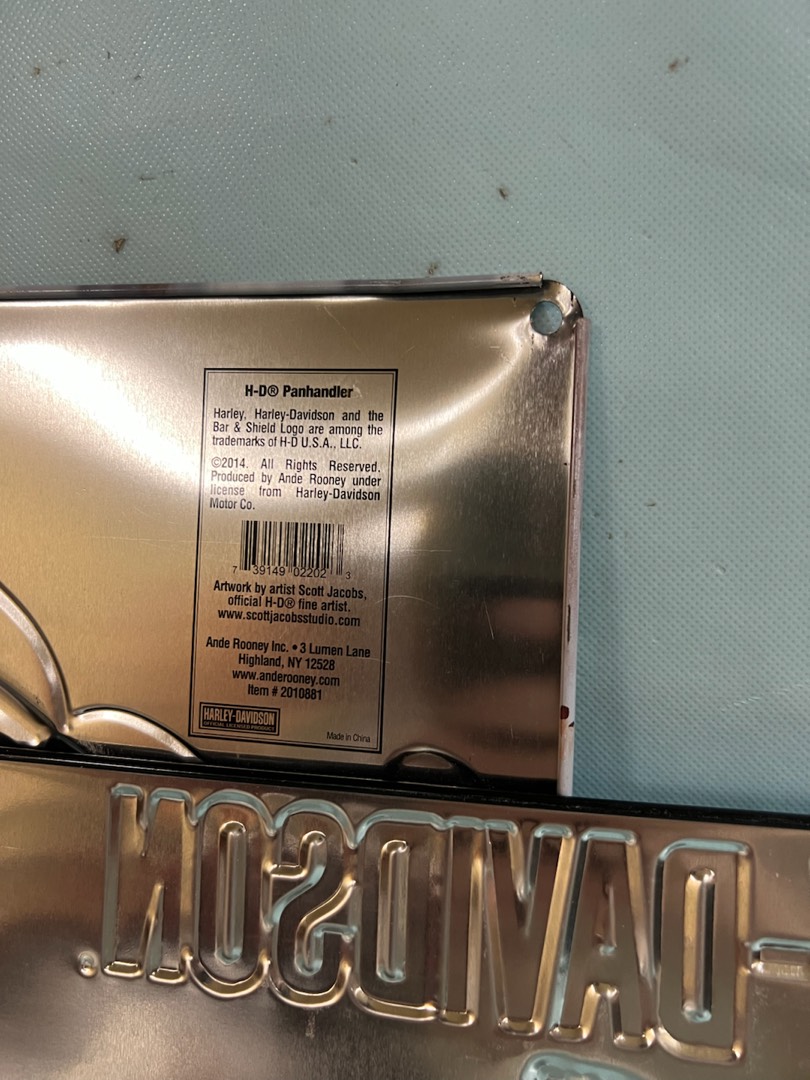 H-D® Panhandler
Harley, Harley-Davidson and the
Bar & Shield Logo are among the
trademarks of H-D U.S.A., LLC.
©2014. All Rights Reserved.
Produced by Ande Rooney under
license from Harley-Davidson
Motor Co.
7 39149 02202 3
Artwork by artist Scott Jacobs,
official H-D® fine artist.
www.scottjacobsstudio.com
Ande Rooney Inc. • 3 Lumen Lane
Highland, NY 12528
www.anderooney.com
Item # 2010881
HARLEY-DAVIDSON
OFFICIAL LICENSED PRODUCT
Made in China
-DAVIDSON